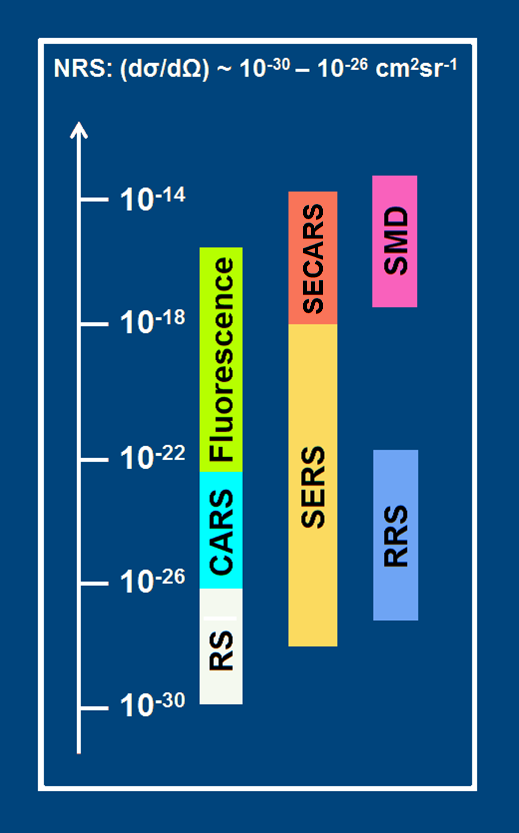 NRS: (dσ/dΩ) ~ 10⁻³⁰ – 10⁻²⁶ cm²sr⁻¹
10⁻¹⁴
10⁻¹⁸
10⁻²²
10⁻²⁶
10⁻³⁰
Fluorescence
CARS
RS
SECARS
SERS
SMD
RRS